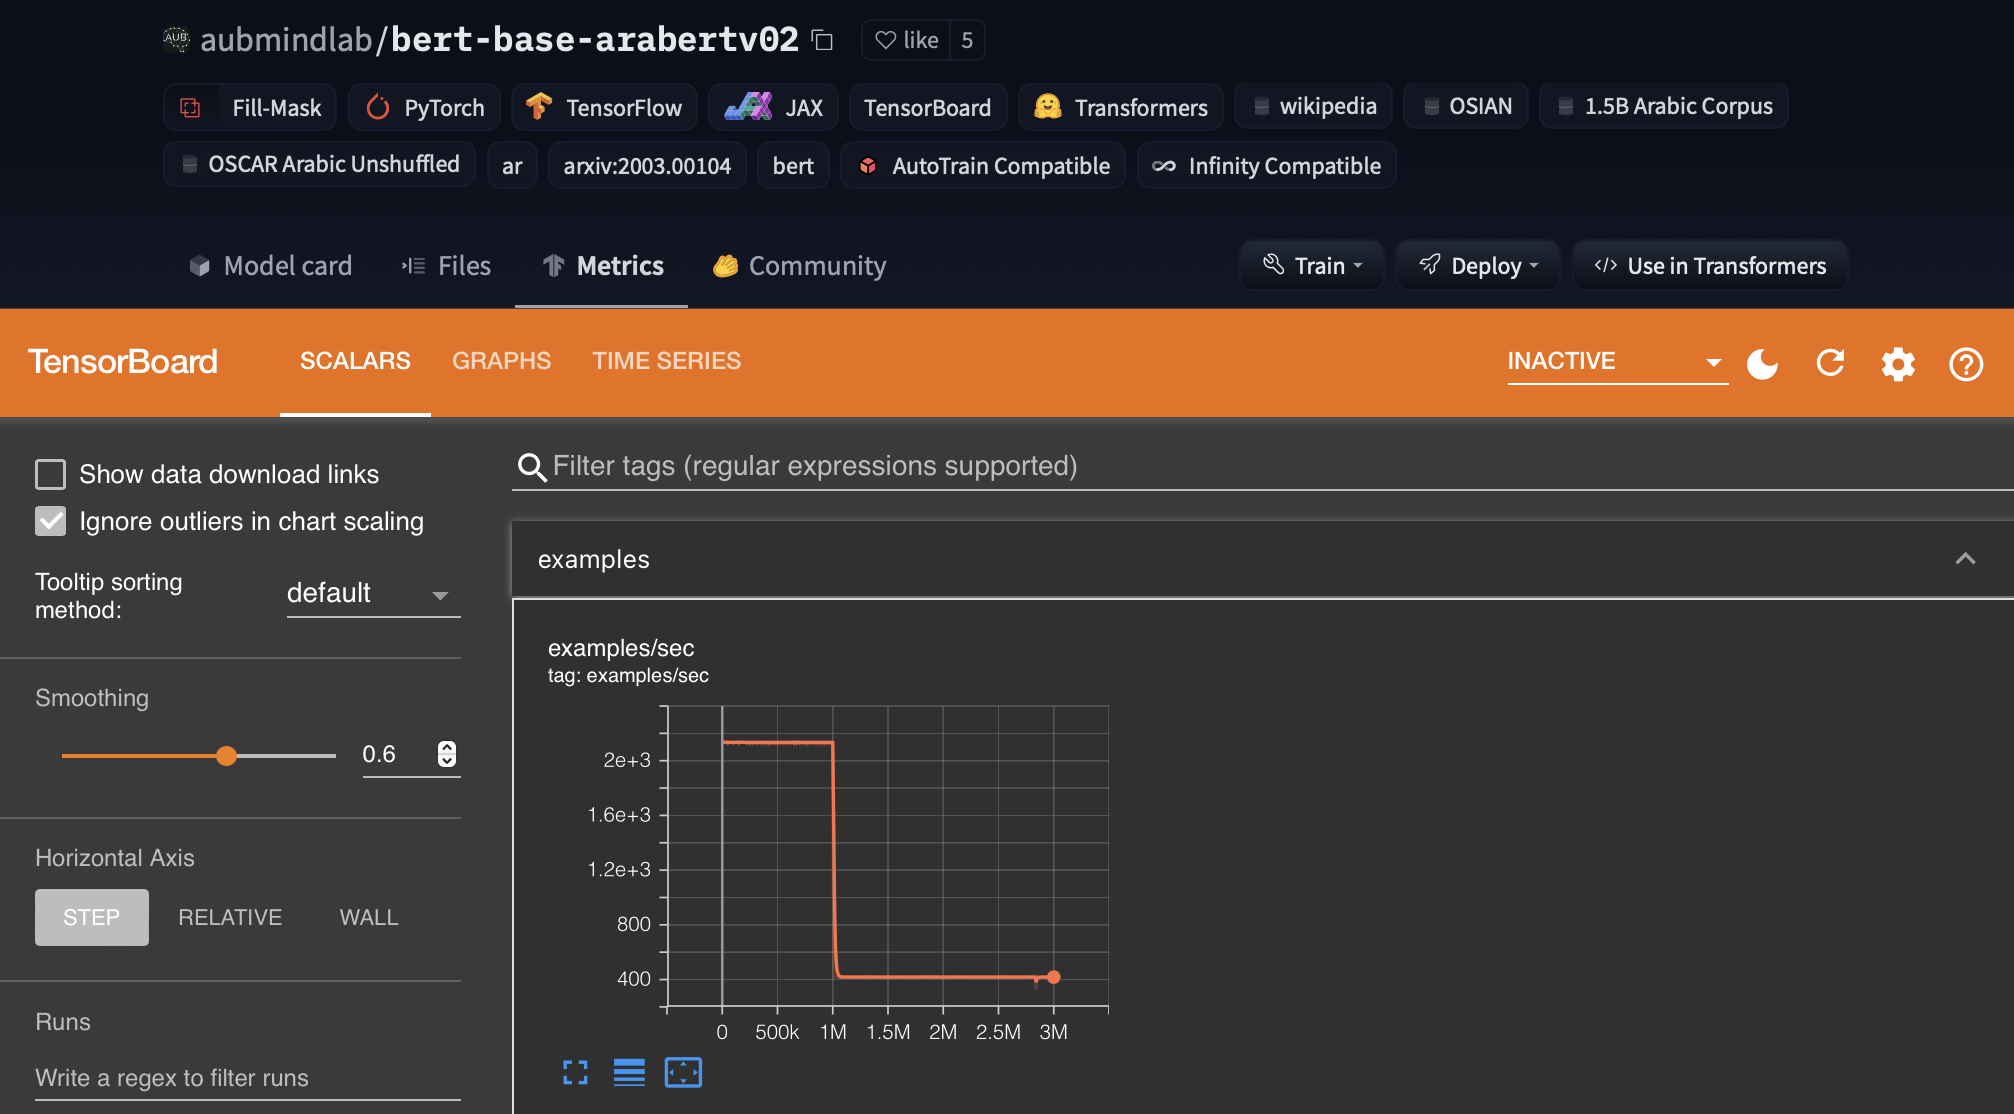 aubmindlab/bert-base-arabertv02 like 5
Fill-Mask PyTorch TensorFlow JAX TensorBoard Transformers wikipedia OSIAN 1.5B Arabic Corpus
OSCAR Arabic Unshuffled ar arxiv:2003.00104 bert AutoTrain Compatible Infinity Compatible
Model card Files Metrics Community Train Deploy </> Use in Transformers
TensorBoard SCALARS GRAPHS TIME SERIES INACTIVE
Show data download links
Ignore outliers in chart scaling
Tooltip sorting
method:
default
Smoothing
0.6
Horizontal Axis
STEP RELATIVE WALL
Runs
Write a regex to filter runs
Filter tags (regular expressions supported)
examples
examples/sec
tag: examples/sec
2e+3
1.6e+3
1.2e+3
800
400
0 500k 1M 1.5M 2M 2.5M 3M